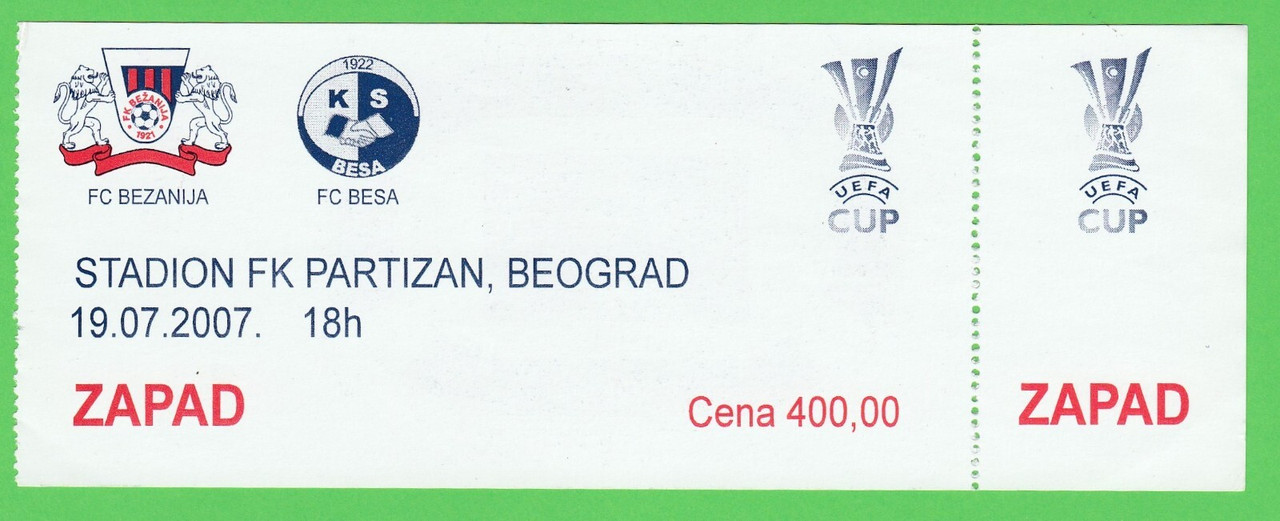 FK BEŽANIJA
1921
FC BEZANIJA
1922
K S
BESA
FC BESA
UEFA
CUP
UEFA
CUP
STADION FK PARTIZAN, BEOGRAD
19.07.2007. 18h
ZAPAD
Cena 400,00
ZAPAD